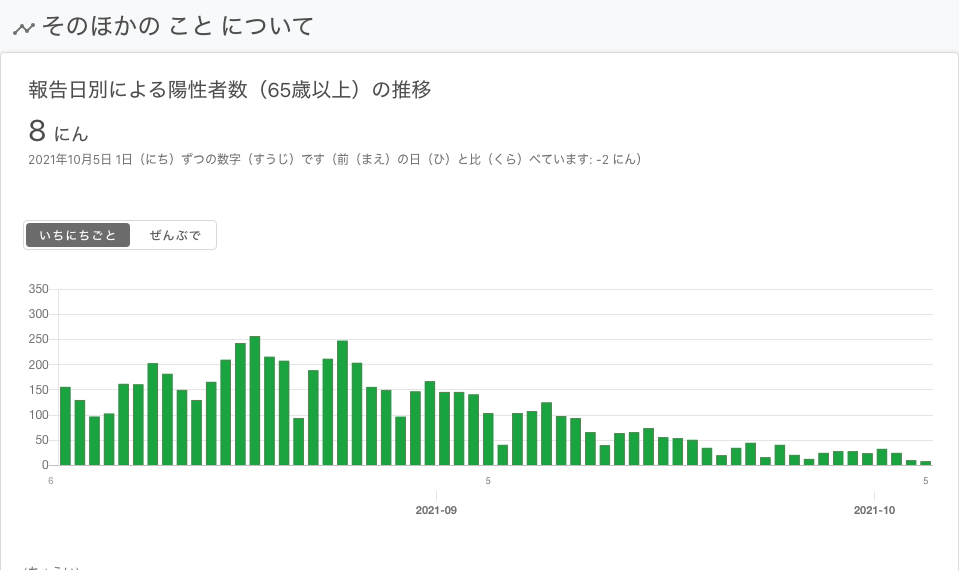 そのほかの こと について
報告日別による陽性者数（65歳以上）の推移
8 にん
2021年10月5日 1日（にち）ずつの数字（すうじ）です（前（まえ）の日（ひ）と比（くら）べています: -2 にん）
いちにちごと ぜんぶで
350
300
250
200
150
100
50
0
6 5 5
2021-09 2021-10